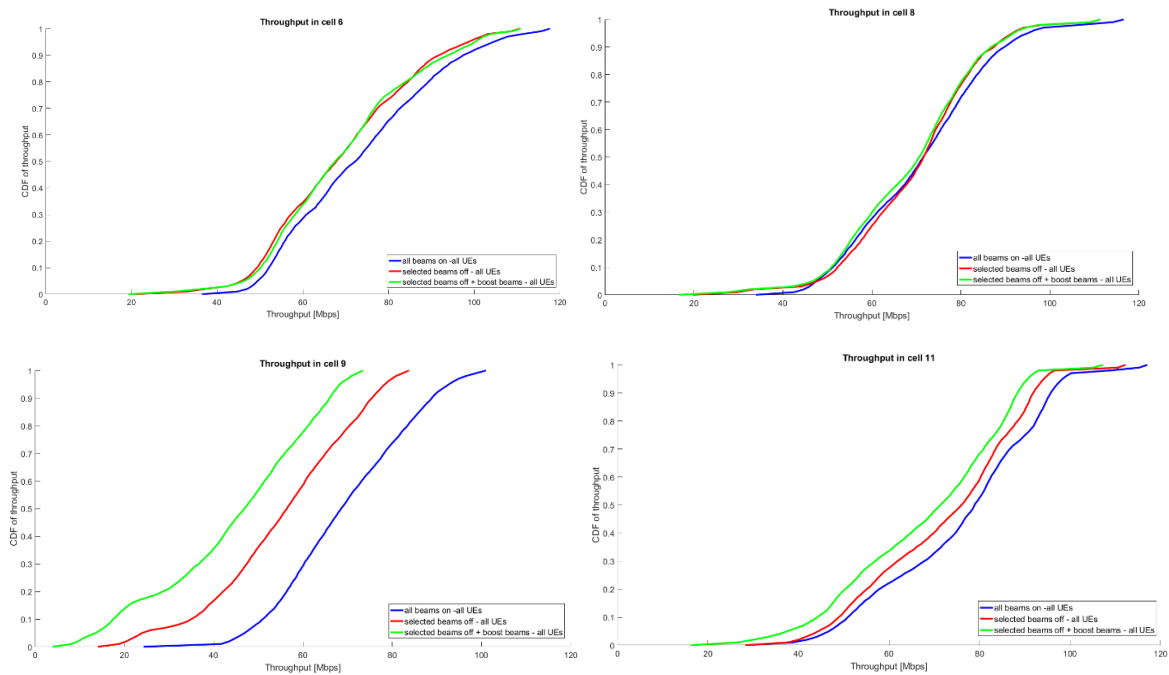 Throughput in cell 6
1
0.9
0.8
0.7
0.6
0.5
0.4
0.3
0.2
0.1
0
CDF of throughput
0 20 40 60 80 100 120
Throughput [Mbps]
all beams on -all UEs
selected beams off - all UEs
selected beams off + boost beams - all UEs
Throughput in cell 8
1
0.9
0.8
0.7
0.6
0.5
0.4
0.3
0.2
0.1
0
CDF of throughput
0 20 40 60 80 100 120
Throughput [Mbps]
all beams on -all UEs
selected beams off - all UEs
selected beams off + boost beams - all UEs
Throughput in cell 9
1
0.9
0.8
0.7
0.6
0.5
0.4
0.3
0.2
0.1
0
CDF of throughput
0 20 40 60 80 100 120
Throughput [Mbps]
all beams on -all UEs
selected beams off - all UEs
selected beams off + boost beams - all UEs
Throughput in cell 11
1
0.9
0.8
0.7
0.6
0.5
0.4
0.3
0.2
0.1
0
CDF of throughput
0 20 40 60 80 100 120
Throughput [Mbps]
all beams on -all UEs
selected beams off - all UEs
selected beams off + boost beams - all UEs